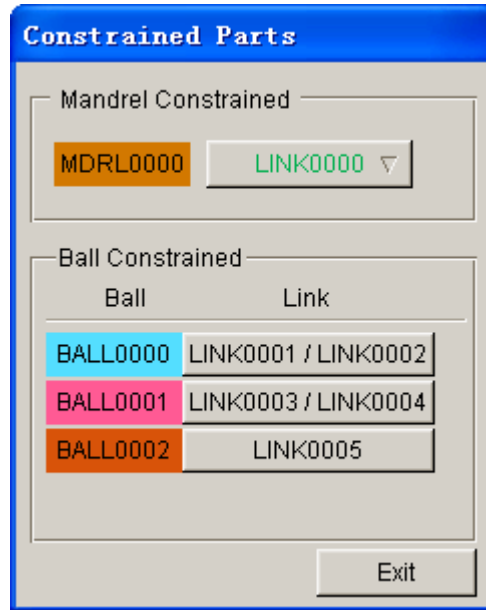 Constrained Parts
Mandrel Constrained
MDRL0000 LINK0000
Ball Constrained
Ball Link
BALL0000 LINK0001 / LINK0002
BALL0001 LINK0003 / LINK0004
BALL0002 LINK0005
Exit